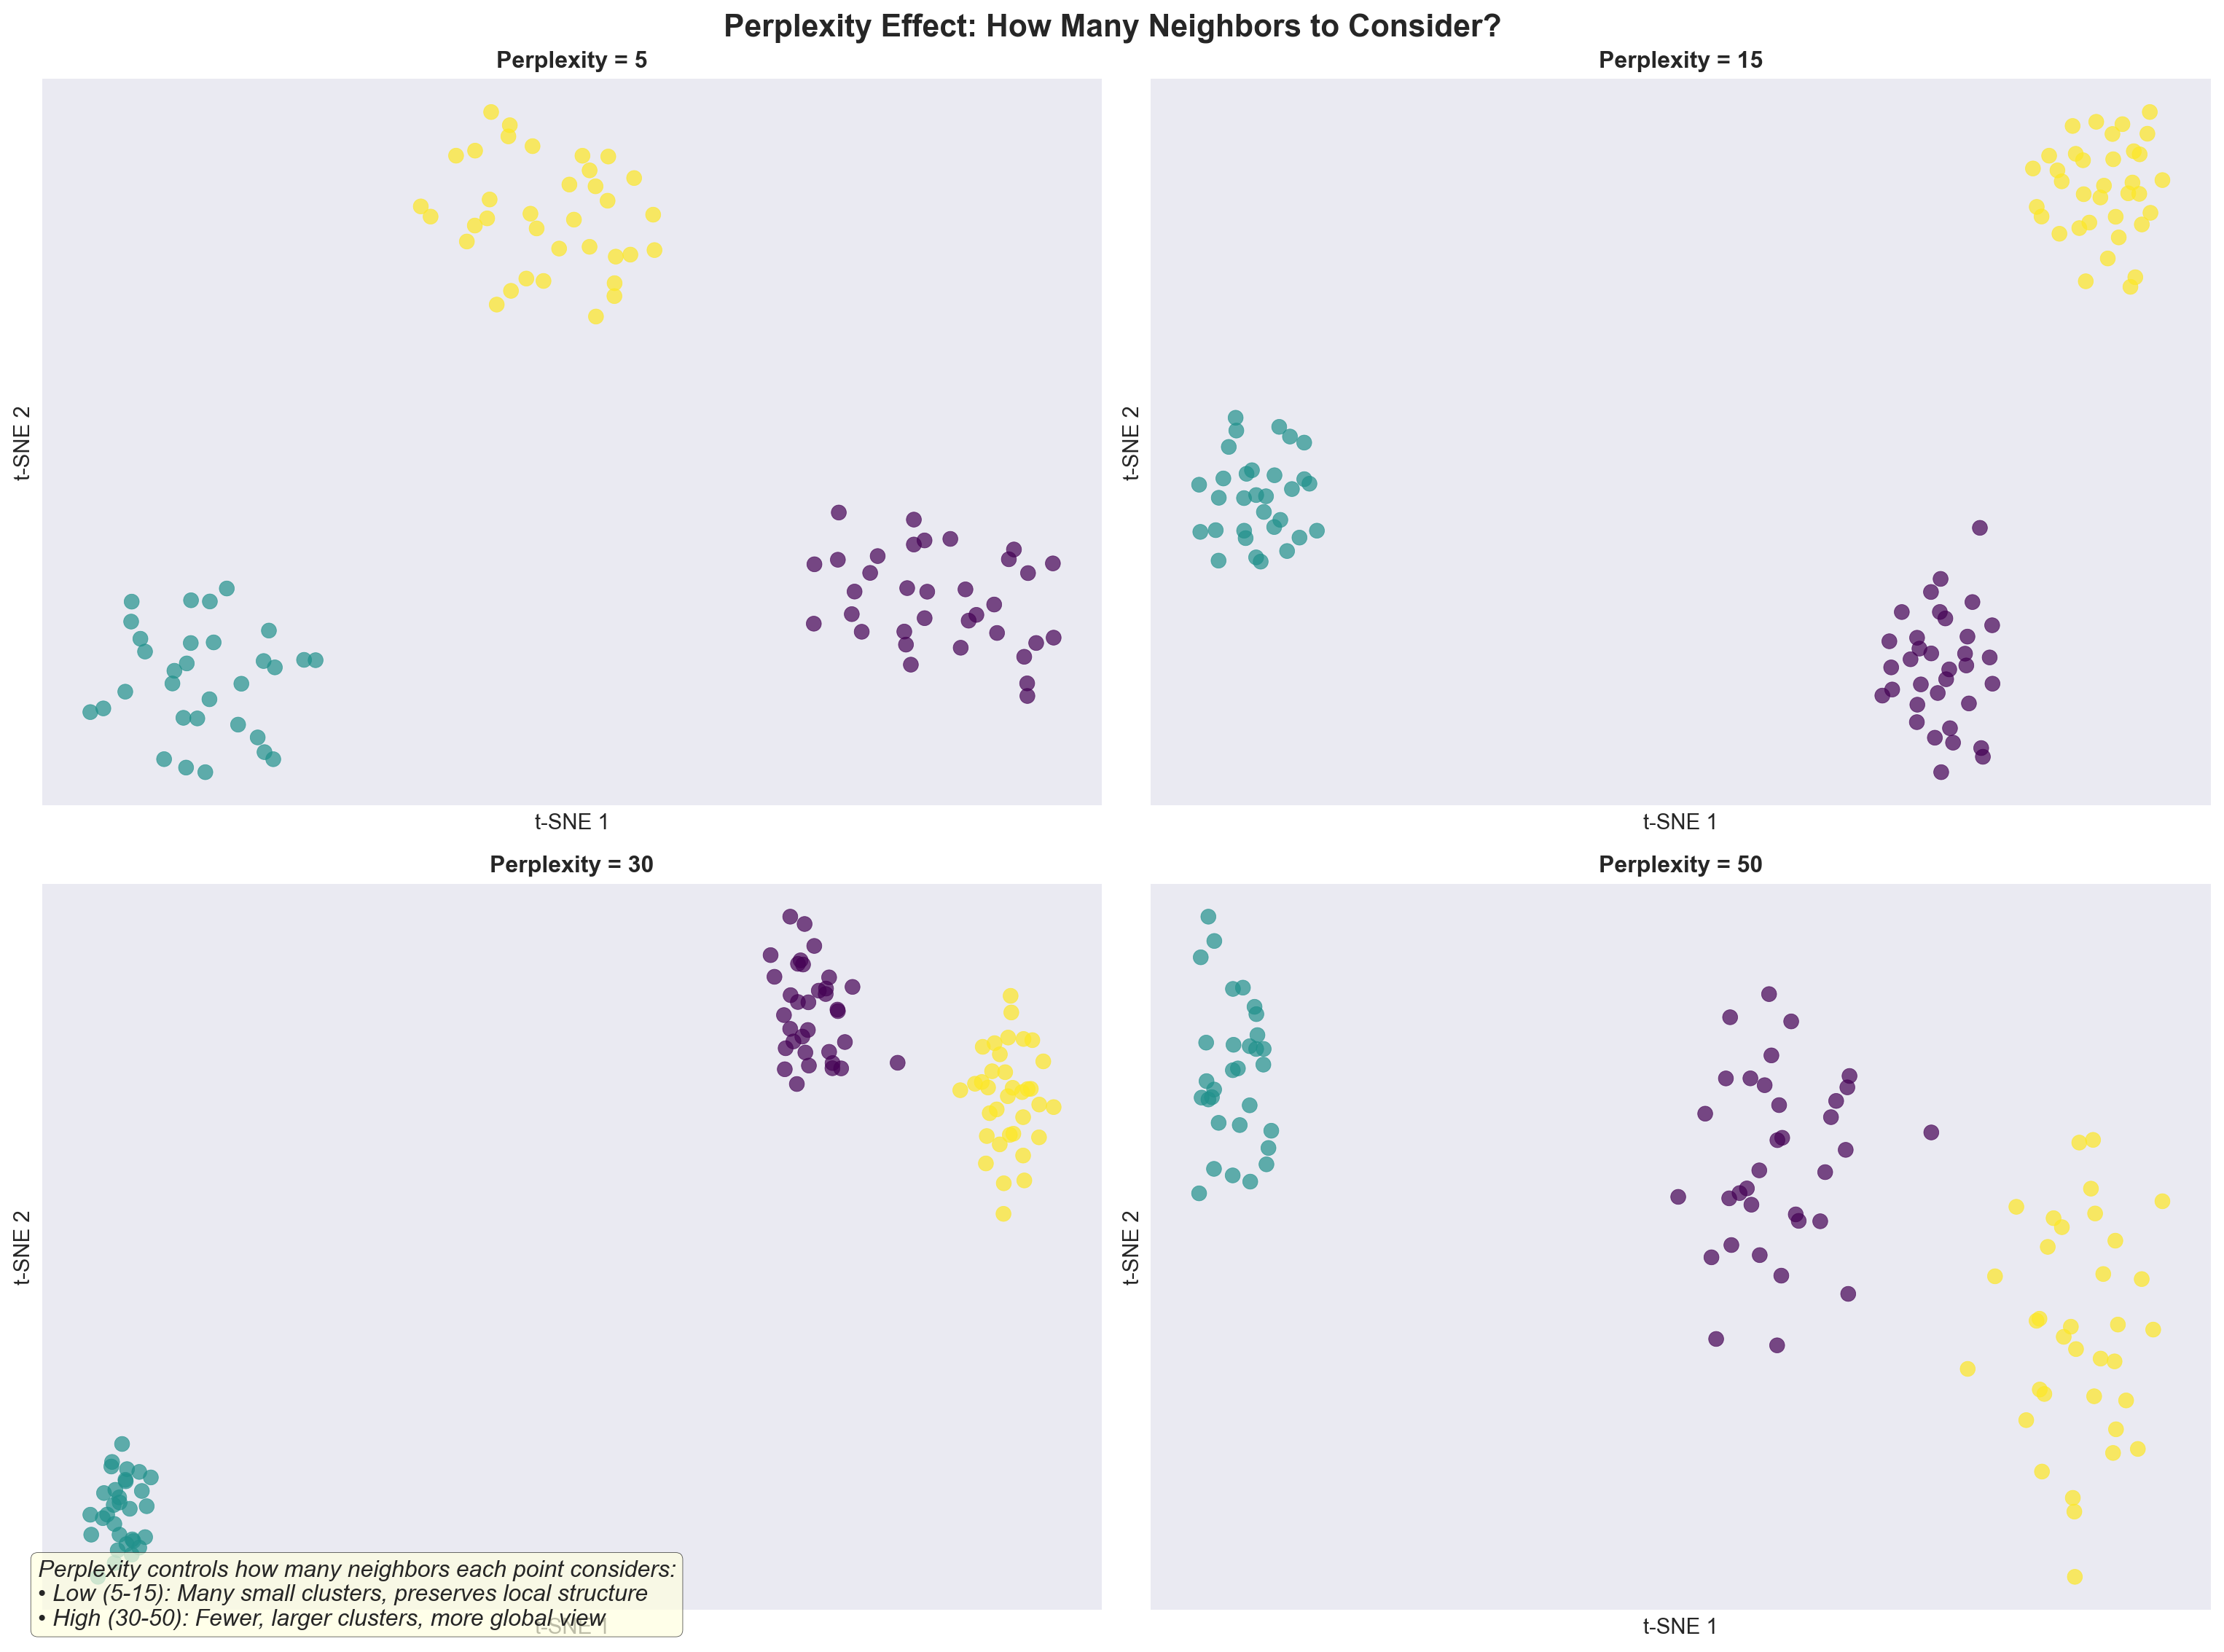 Perplexity Effect: How Many Neighbors to Consider?
Perplexity = 5
t-SNE 2
t-SNE 1
Perplexity = 15
t-SNE 2
t-SNE 1
Perplexity = 30
t-SNE 2
t-SNE 1
Perplexity controls how many neighbors each point considers:
• Low (5-15): Many small clusters, preserves local structure
• High (30-50): Fewer, larger clusters, more global view
Perplexity = 50
t-SNE 2
t-SNE 1